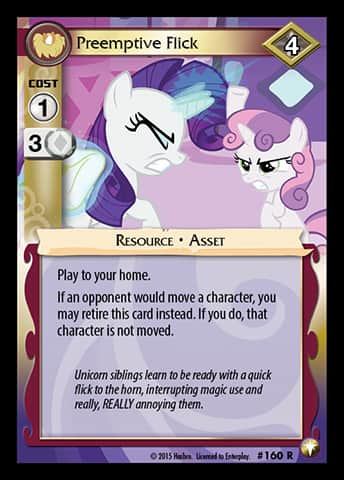 Preemptive Flick
4
COST
1
3
RESOURCE • ASSET
Play to your home.
If an opponent would move a character, you
may retire this card instead. If you do, that
character is not moved.
Unicorn siblings learn to be ready with a quick
flick to the horn, interrupting magic use and
really, REALLY annoying them.
© 2015 Hasbro. Licensed to Enterplay. #160 R